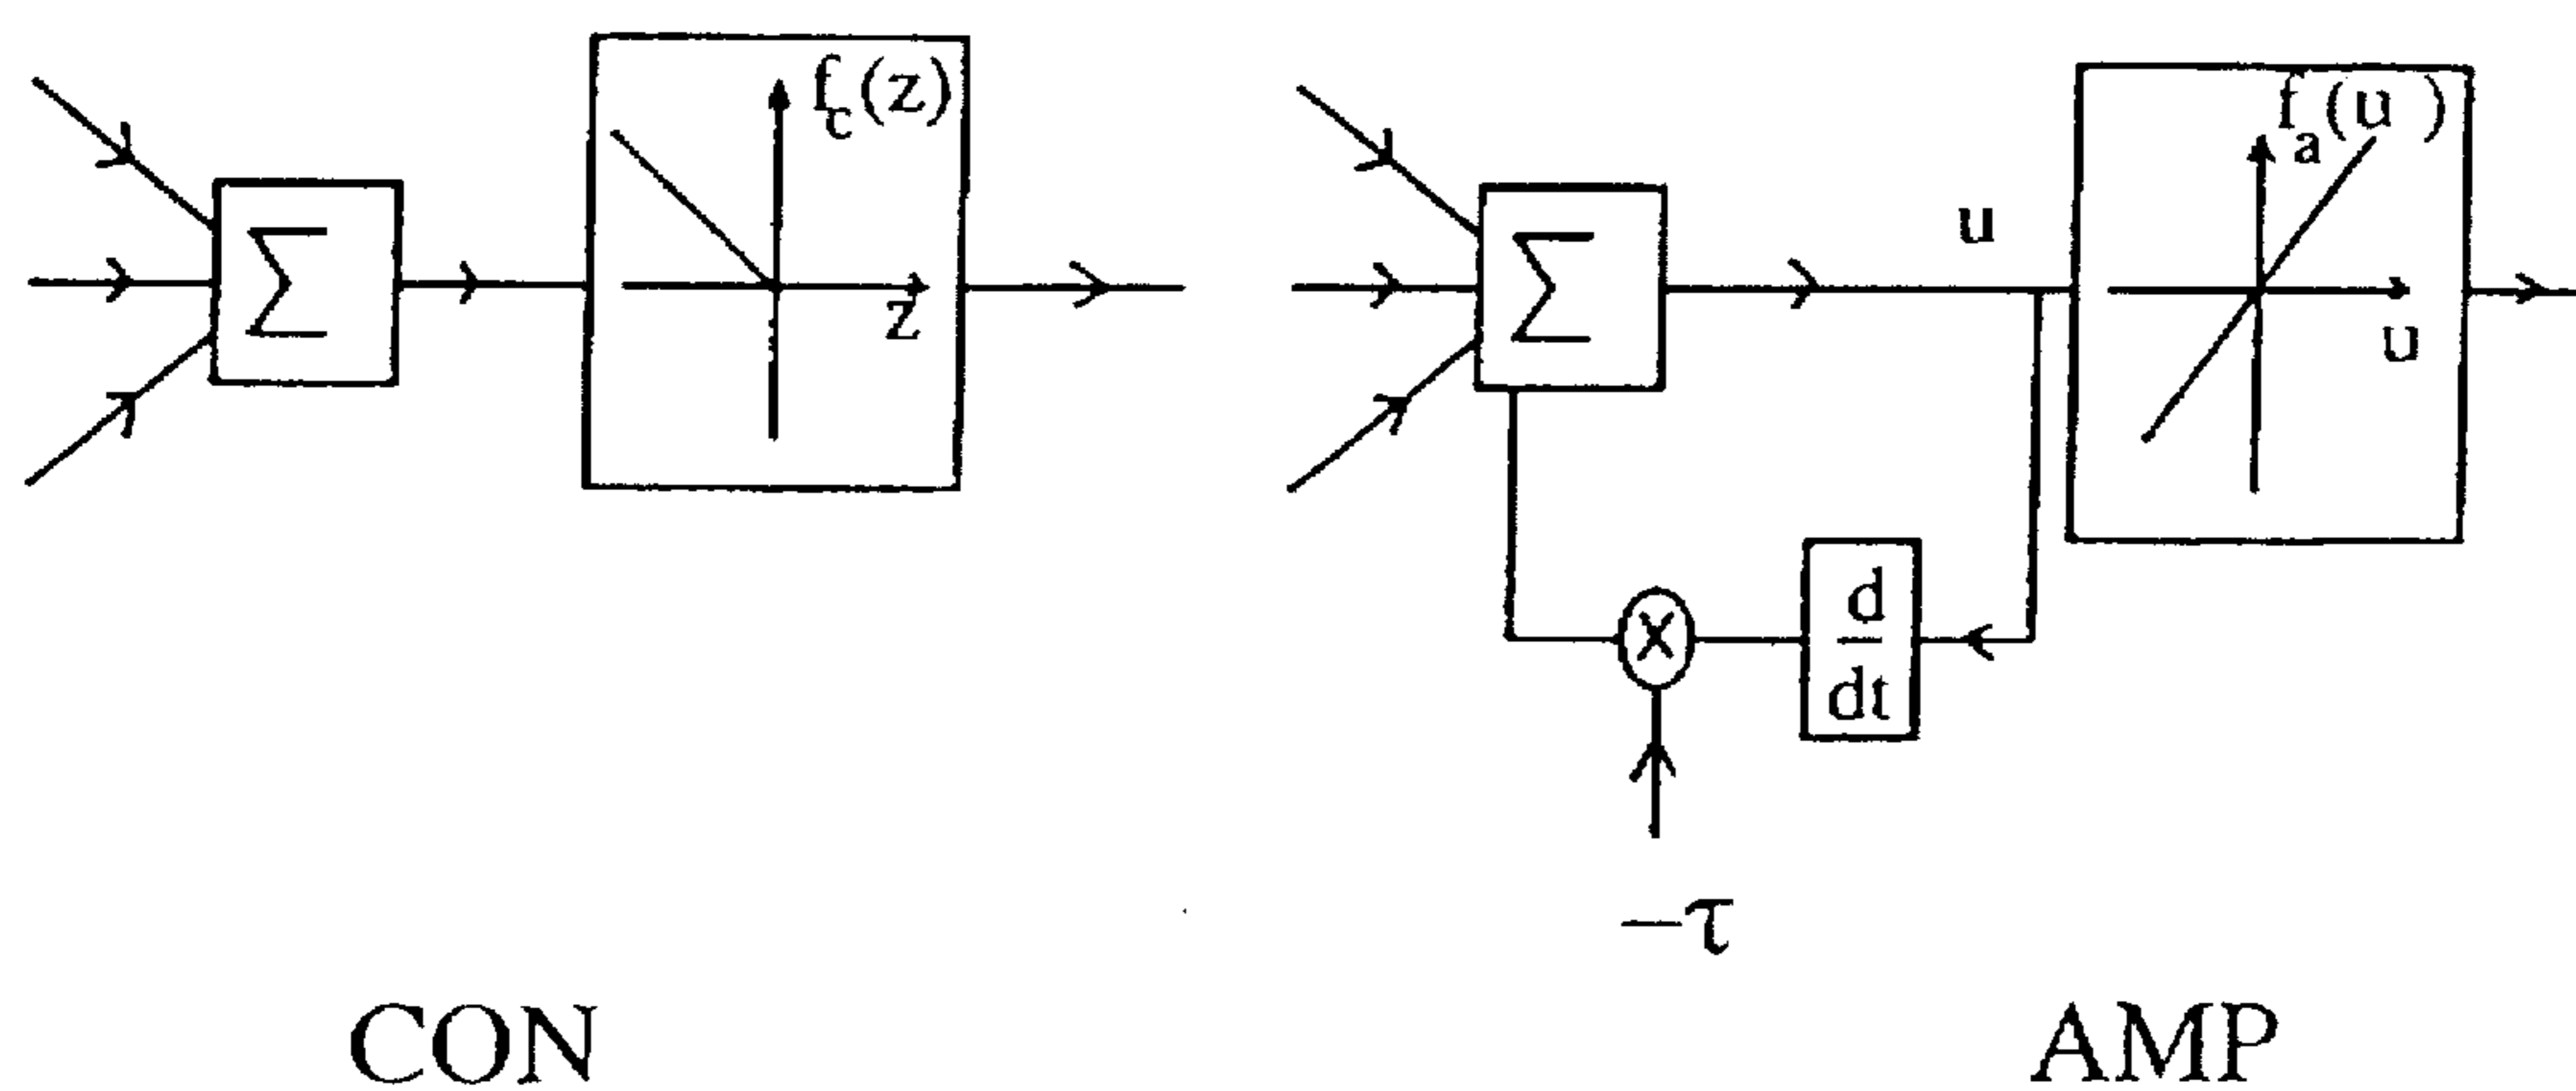 f_c(z)
Σ
z
CON
f_a(u )
Σ
u
u
×
d
dt
−τ
AMP